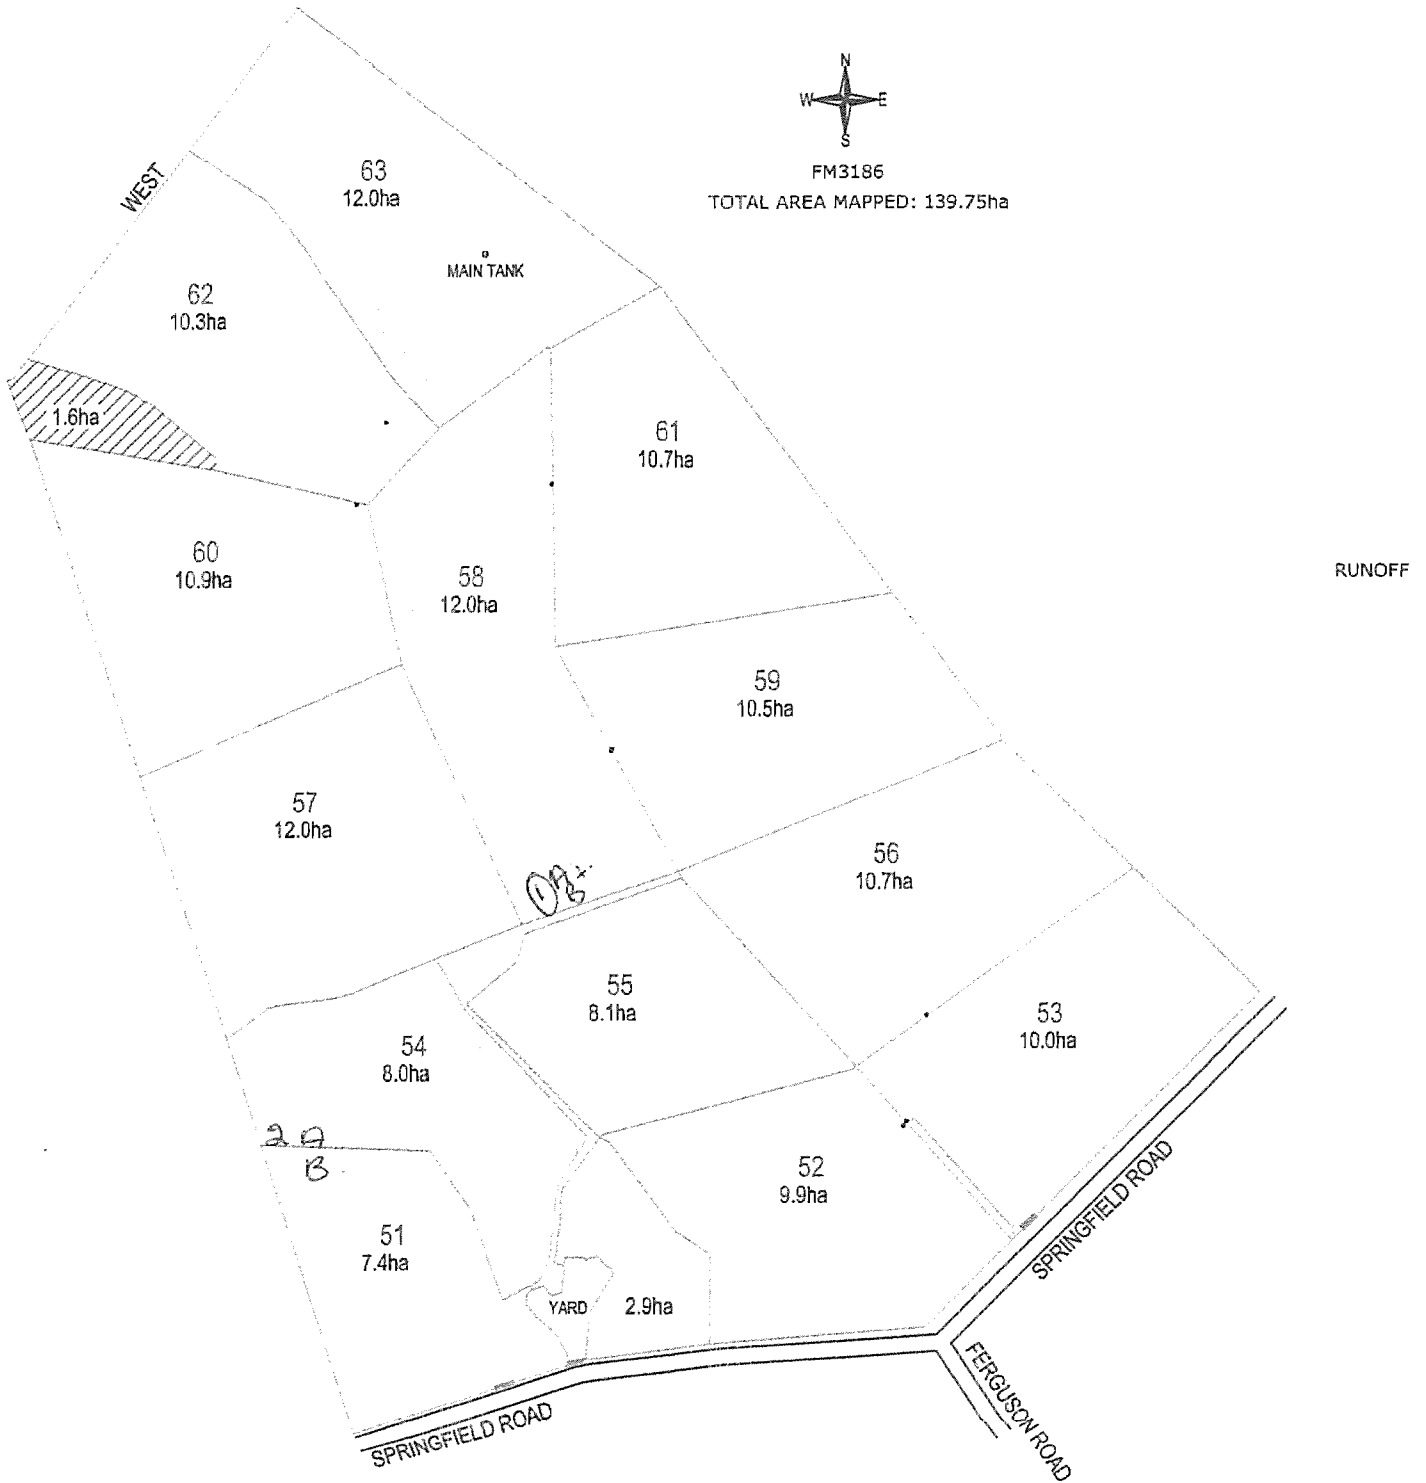 N
W E
S
FM3186
TOTAL AREA MAPPED: 139.75ha
WEST
63
12.0ha
MAIN TANK
62
10.3ha
1.6ha
61
10.7ha
60
10.9ha
58
12.0ha
RUNOFF
59
10.5ha
57
12.0ha
56
10.7ha
1 A
B
55
8.1ha
53
10.0ha
54
8.0ha
2 A
B
52
9.9ha
51
7.4ha
YARD
2.9ha
SPRINGFIELD ROAD
SPRINGFIELD ROAD
FERGUSON ROAD